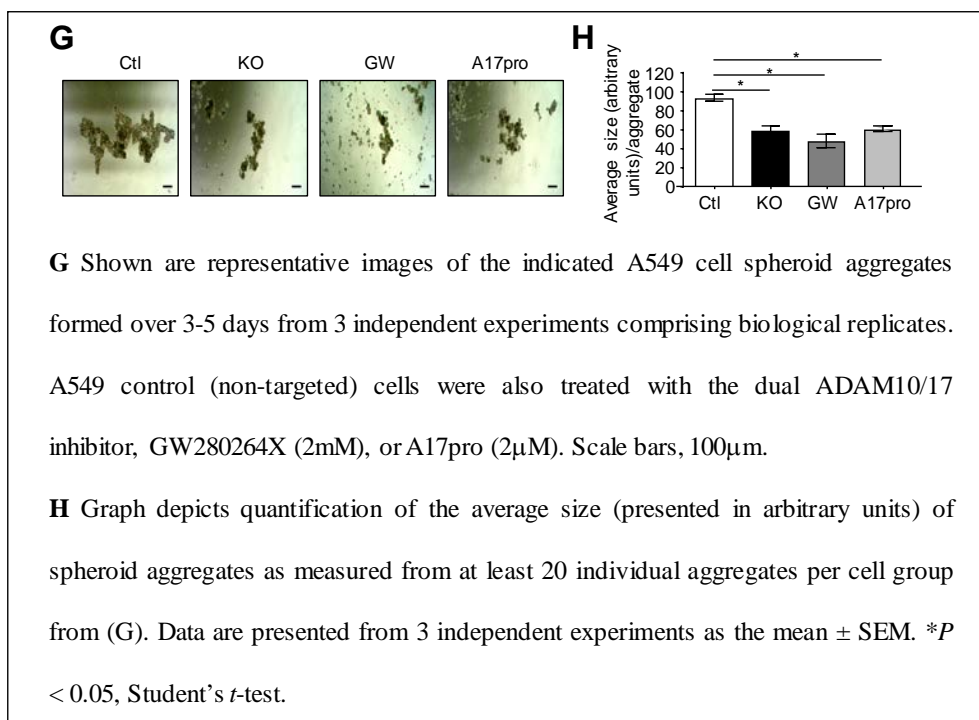 G
Ctl KO GW A17pro
H
Average size (arbitrary
units)/aggregate
* * *
120
100
80
60
40
20
0
Ctl KO GW A17pro
G Shown are representative images of the indicated A549 cell spheroid aggregates
formed over 3-5 days from 3 independent experiments comprising biological replicates.
A549 control (non-targeted) cells were also treated with the dual ADAM10/17
inhibitor, GW280264X (2mM), or A17pro (2µM). Scale bars, 100µm.
H Graph depicts quantification of the average size (presented in arbitrary units) of
spheroid aggregates as measured from at least 20 individual aggregates per cell group
from (G). Data are presented from 3 independent experiments as the mean ± SEM. *P
< 0.05, Student’s t-test.